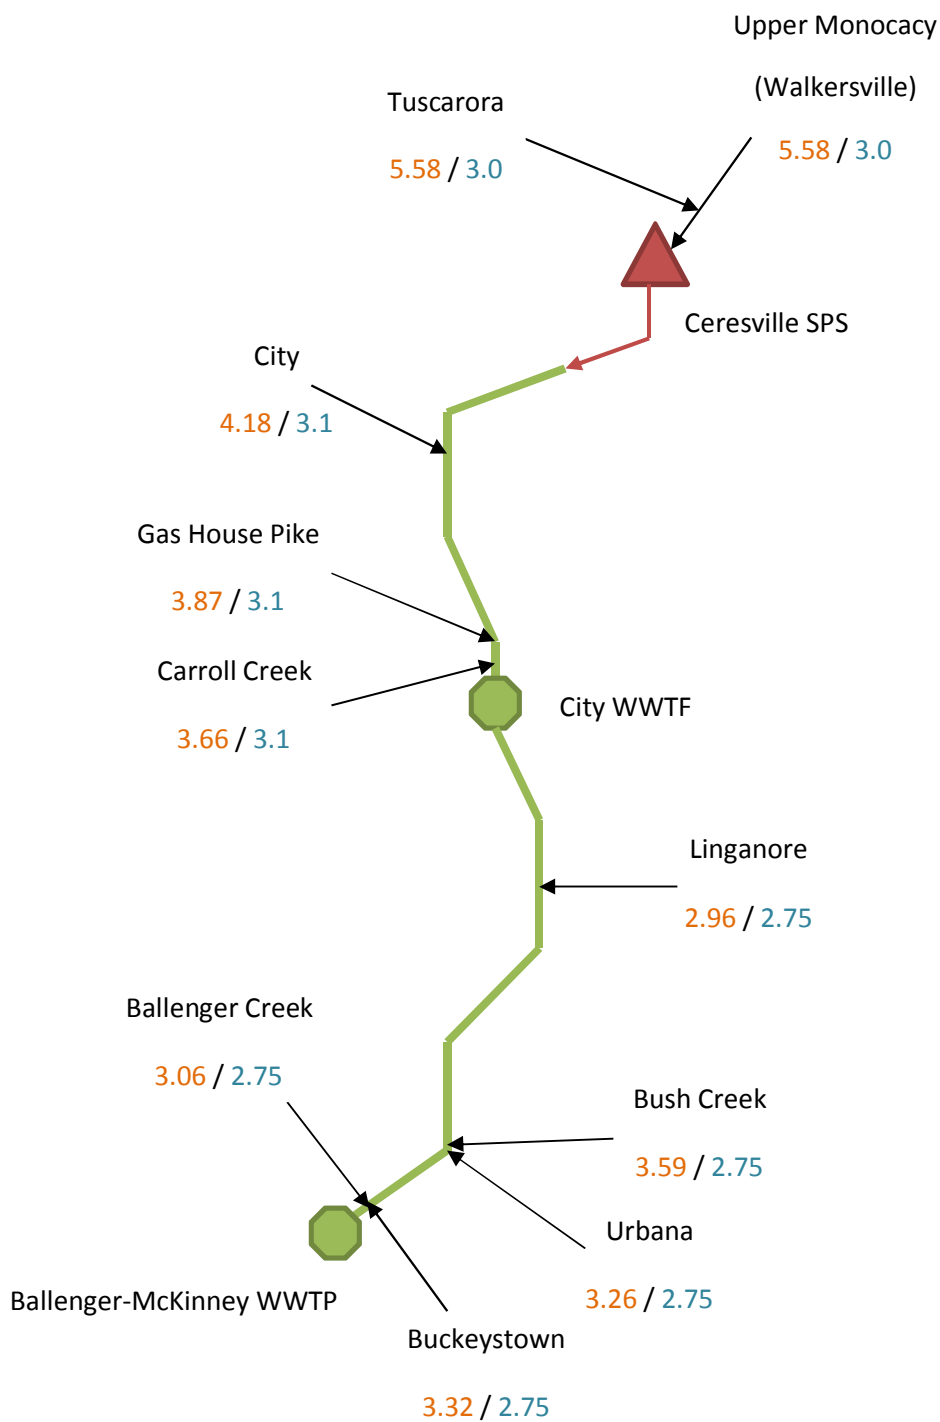 Upper Monocacy
(Walkersville)
5.58 / 3.0
Tuscarora
5.58 / 3.0
Ceresville SPS
City
4.18 / 3.1
Gas House Pike
3.87 / 3.1
Carroll Creek
3.66 / 3.1
City WWTF
Linganore
2.96 / 2.75
Ballenger Creek
3.06 / 2.75
Bush Creek
3.59 / 2.75
Urbana
3.26 / 2.75
Ballenger-McKinney WWTP
Buckeystown
3.32 / 2.75